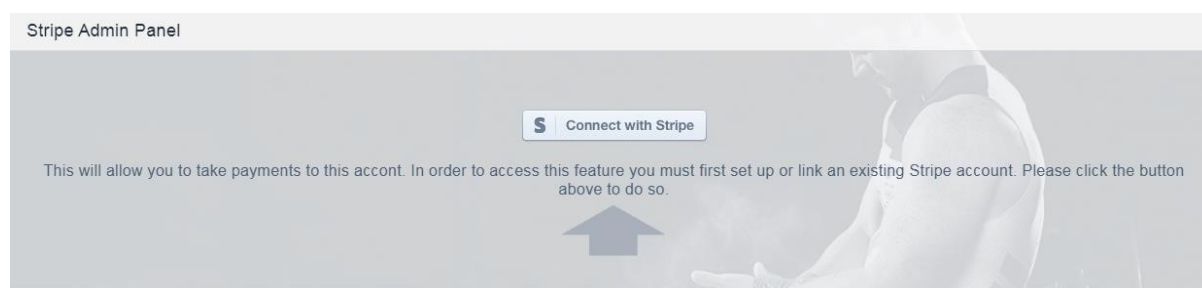 Stripe Admin Panel
S Connect with Stripe
This will allow you to take payments to this accont. In order to access this feature you must first set up or link an existing Stripe account. Please click the button
above to do so.